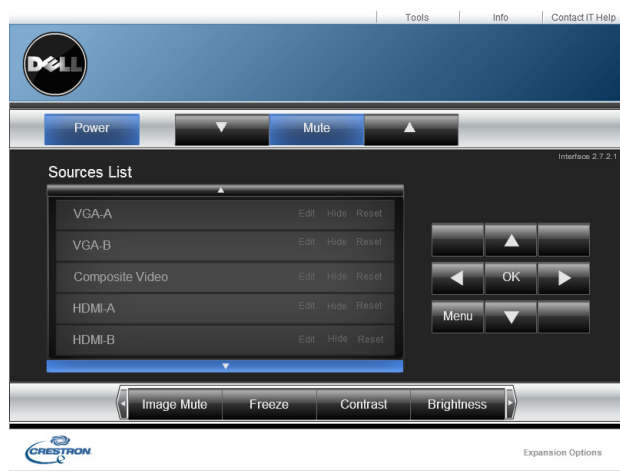 Tools Info Contact IT Help
DELL
Power Mute
Interface 2.7.2.1
Sources List
VGA-A Edit Hide Reset
VGA-B Edit Hide Reset
Composite Video Edit Hide Reset
HDMI-A Edit Hide Reset
HDMI-B Edit Hide Reset
OK
Menu
Image Mute Freeze Contrast Brightness
CRESTRON Expansion Options